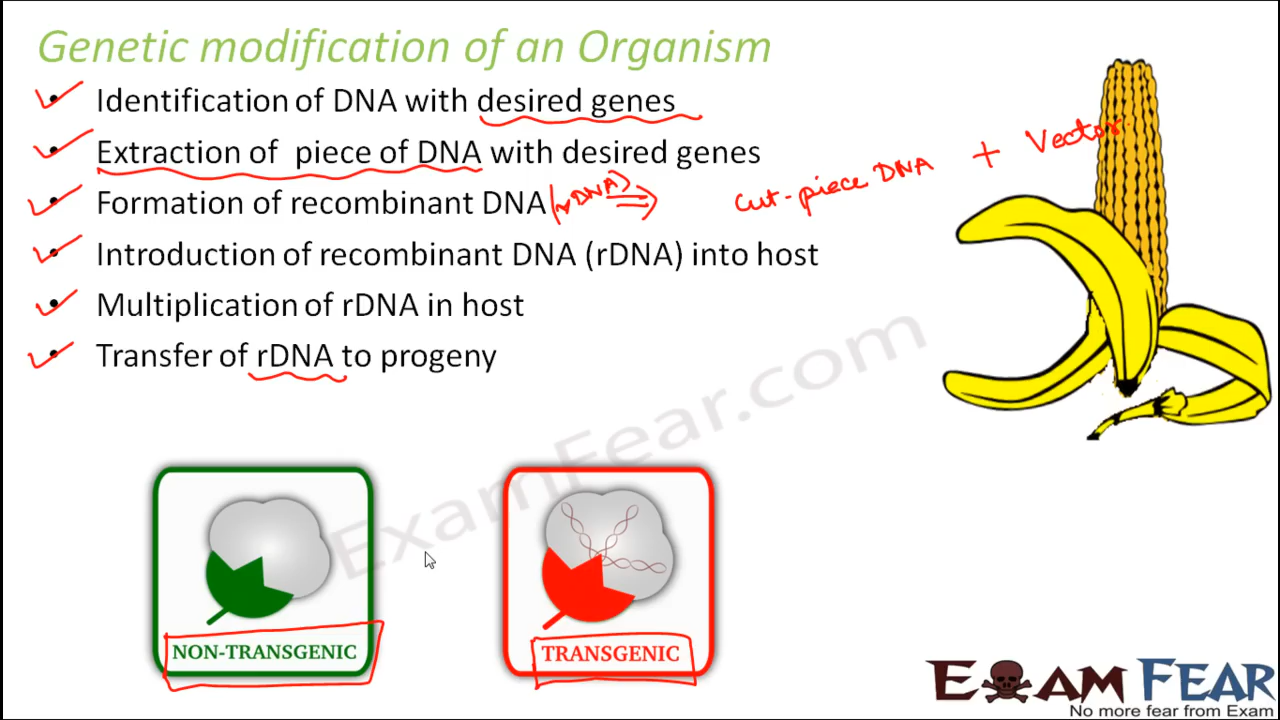 Genetic modification of an Organism
• Identification of DNA with desired genes
• Extraction of piece of DNA with desired genes
• Formation of recombinant DNA (rDNA) ⇒ cut-piece DNA + Vector
• Introduction of recombinant DNA (rDNA) into host
• Multiplication of rDNA in host
• Transfer of rDNA to progeny
ExamFear.com
NON-TRANSGENIC
TRANSGENIC
EXAM FEAR
No more fear from Exam